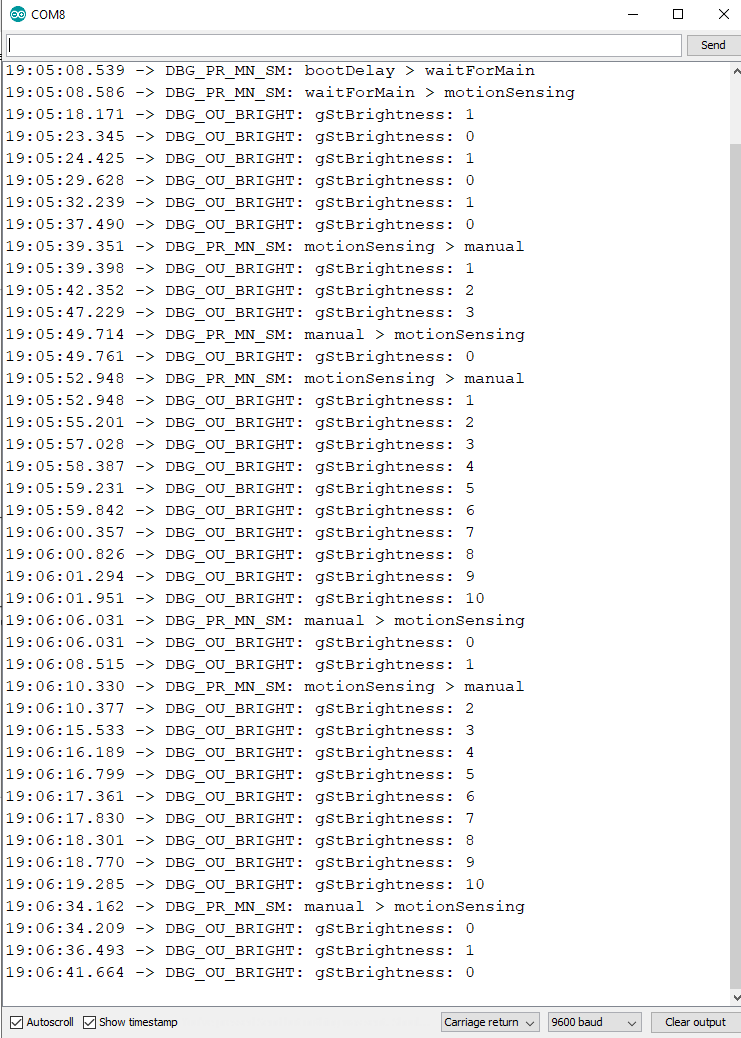 COM8
Send
19:05:08.539 -> DBG_PR_MN_SM: bootDelay > waitForMain
19:05:08.586 -> DBG_PR_MN_SM: waitForMain > motionSensing
19:05:18.171 -> DBG_OU_BRIGHT: gStBrightness: 1
19:05:23.345 -> DBG_OU_BRIGHT: gStBrightness: 0
19:05:24.425 -> DBG_OU_BRIGHT: gStBrightness: 1
19:05:29.628 -> DBG_OU_BRIGHT: gStBrightness: 0
19:05:32.239 -> DBG_OU_BRIGHT: gStBrightness: 1
19:05:37.490 -> DBG_OU_BRIGHT: gStBrightness: 0
19:05:39.351 -> DBG_PR_MN_SM: motionSensing > manual
19:05:39.398 -> DBG_OU_BRIGHT: gStBrightness: 1
19:05:42.352 -> DBG_OU_BRIGHT: gStBrightness: 2
19:05:47.229 -> DBG_OU_BRIGHT: gStBrightness: 3
19:05:49.714 -> DBG_PR_MN_SM: manual > motionSensing
19:05:49.761 -> DBG_OU_BRIGHT: gStBrightness: 0
19:05:52.948 -> DBG_PR_MN_SM: motionSensing > manual
19:05:52.948 -> DBG_OU_BRIGHT: gStBrightness: 1
19:05:55.201 -> DBG_OU_BRIGHT: gStBrightness: 2
19:05:57.028 -> DBG_OU_BRIGHT: gStBrightness: 3
19:05:58.387 -> DBG_OU_BRIGHT: gStBrightness: 4
19:05:59.231 -> DBG_OU_BRIGHT: gStBrightness: 5
19:05:59.842 -> DBG_OU_BRIGHT: gStBrightness: 6
19:06:00.357 -> DBG_OU_BRIGHT: gStBrightness: 7
19:06:00.826 -> DBG_OU_BRIGHT: gStBrightness: 8
19:06:01.294 -> DBG_OU_BRIGHT: gStBrightness: 9
19:06:01.951 -> DBG_OU_BRIGHT: gStBrightness: 10
19:06:06.031 -> DBG_PR_MN_SM: manual > motionSensing
19:06:06.031 -> DBG_OU_BRIGHT: gStBrightness: 0
19:06:08.515 -> DBG_OU_BRIGHT: gStBrightness: 1
19:06:10.330 -> DBG_PR_MN_SM: motionSensing > manual
19:06:10.377 -> DBG_OU_BRIGHT: gStBrightness: 2
19:06:15.533 -> DBG_OU_BRIGHT: gStBrightness: 3
19:06:16.189 -> DBG_OU_BRIGHT: gStBrightness: 4
19:06:16.799 -> DBG_OU_BRIGHT: gStBrightness: 5
19:06:17.361 -> DBG_OU_BRIGHT: gStBrightness: 6
19:06:17.830 -> DBG_OU_BRIGHT: gStBrightness: 7
19:06:18.301 -> DBG_OU_BRIGHT: gStBrightness: 8
19:06:18.770 -> DBG_OU_BRIGHT: gStBrightness: 9
19:06:19.285 -> DBG_OU_BRIGHT: gStBrightness: 10
19:06:34.162 -> DBG_PR_MN_SM: manual > motionSensing
19:06:34.209 -> DBG_OU_BRIGHT: gStBrightness: 0
19:06:36.493 -> DBG_OU_BRIGHT: gStBrightness: 1
19:06:41.664 -> DBG_OU_BRIGHT: gStBrightness: 0
Autoscroll Show timestamp Carriage return 9600 baud Clear output